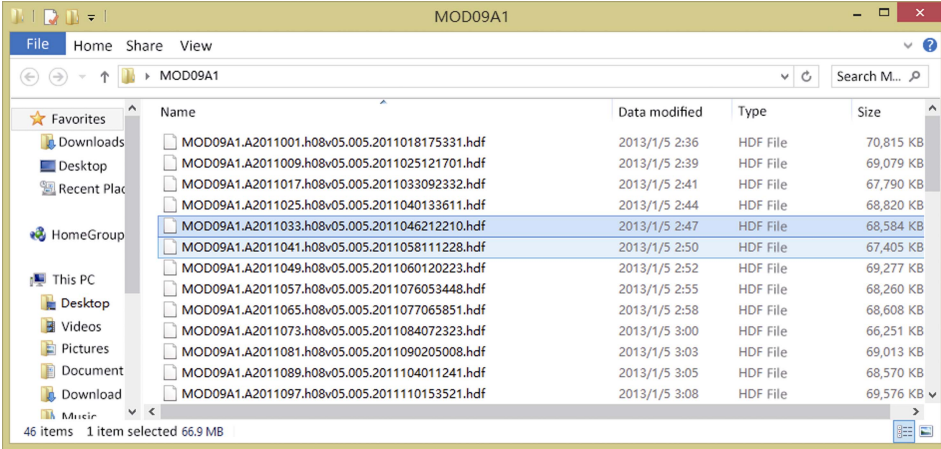 MOD09A1
File Home Share View
MOD09A1 Search M...
Name Data modified Type Size
Favorites
Downloads
Desktop
Recent Plac
HomeGroup
This PC
Desktop
Videos
Pictures
Document
Download
Music
MOD09A1.A2011001.h08v05.005.2011018175331.hdf 2013/1/5 2:36 HDF File 70,815 KB
MOD09A1.A2011009.h08v05.005.2011025121701.hdf 2013/1/5 2:39 HDF File 69,079 KB
MOD09A1.A2011017.h08v05.005.2011033092332.hdf 2013/1/5 2:41 HDF File 67,790 KB
MOD09A1.A2011025.h08v05.005.2011040133611.hdf 2013/1/5 2:44 HDF File 68,820 KB
MOD09A1.A2011033.h08v05.005.2011046212210.hdf 2013/1/5 2:47 HDF File 68,584 KB
MOD09A1.A2011041.h08v05.005.2011058111228.hdf 2013/1/5 2:50 HDF File 67,405 KB
MOD09A1.A2011049.h08v05.005.2011060120223.hdf 2013/1/5 2:52 HDF File 69,277 KB
MOD09A1.A2011057.h08v05.005.2011076053448.hdf 2013/1/5 2:55 HDF File 68,260 KB
MOD09A1.A2011065.h08v05.005.2011077065851.hdf 2013/1/5 2:58 HDF File 68,608 KB
MOD09A1.A2011073.h08v05.005.2011084072323.hdf 2013/1/5 3:00 HDF File 66,251 KB
MOD09A1.A2011081.h08v05.005.2011090205008.hdf 2013/1/5 3:03 HDF File 69,013 KB
MOD09A1.A2011089.h08v05.005.2011104011241.hdf 2013/1/5 3:05 HDF File 68,570 KB
MOD09A1.A2011097.h08v05.005.2011110153521.hdf 2013/1/5 3:08 HDF File 69,576 KB
46 items 1 item selected 66.9 MB